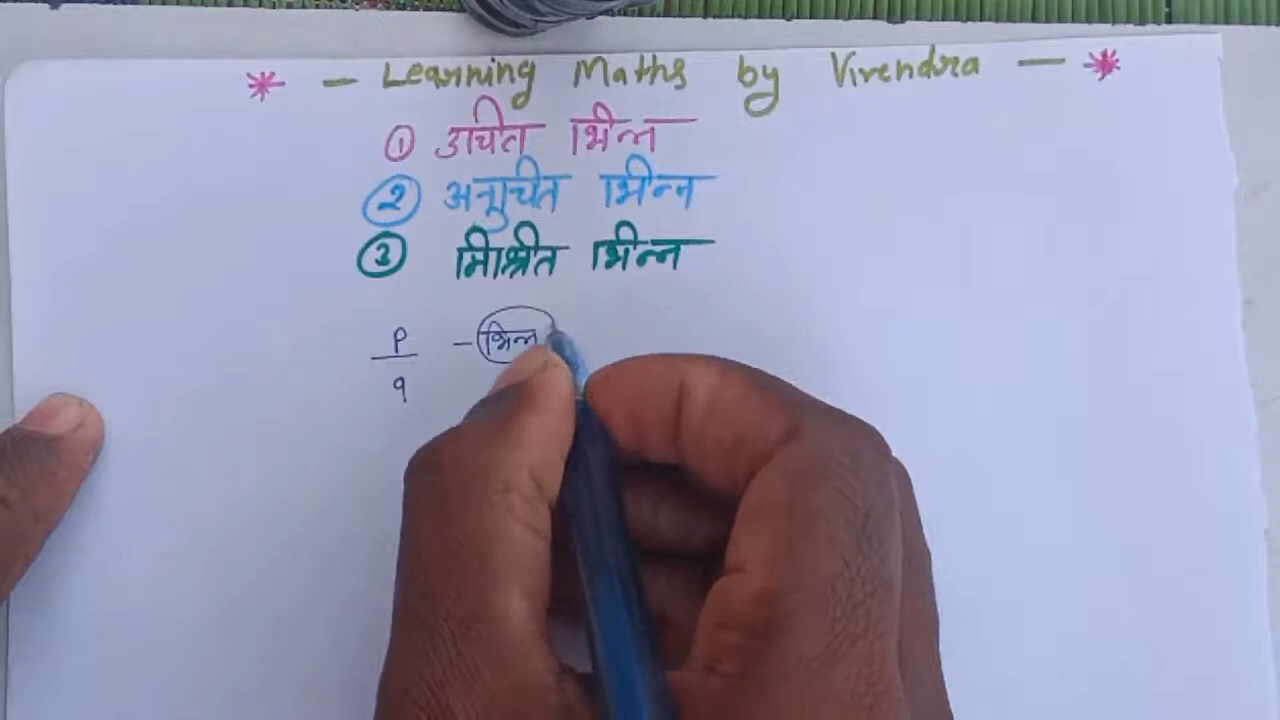 * - Learning Maths by Virendra - *
① उचित भिन्न
② अनुचीत भीन्न
③ मिश्रीत भीन्न
P/q - भिन्न